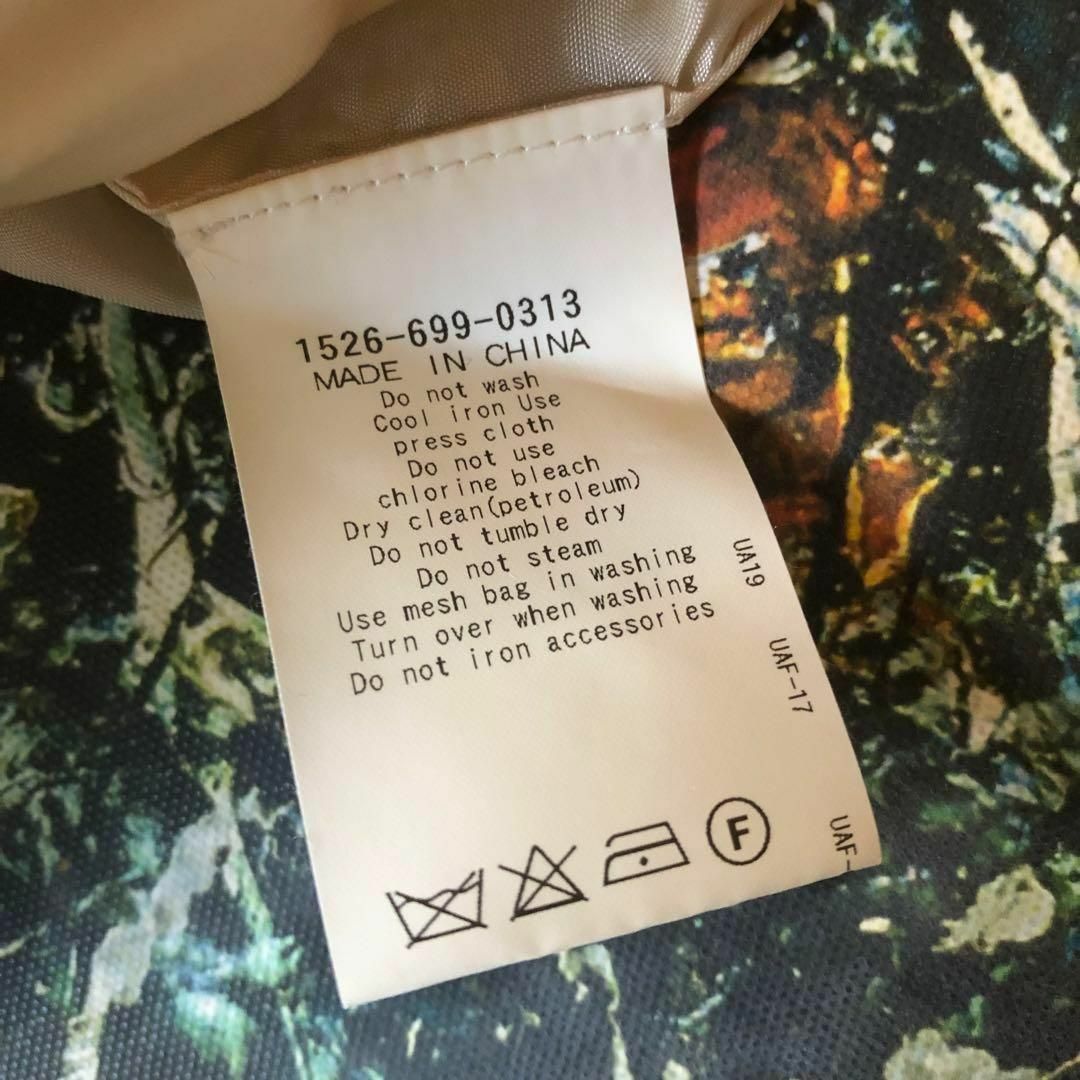 1526-699-0313
MADE IN CHINA
Do not wash
Cool iron Use
press cloth
Do not use
chlorine bleach
Dry clean(petroleum)
Do not tumble dry
Do not steam
Use mesh bag in washing
Turn over when washing
Do not iron accessories
UA19
UAF-17
UAF-
F